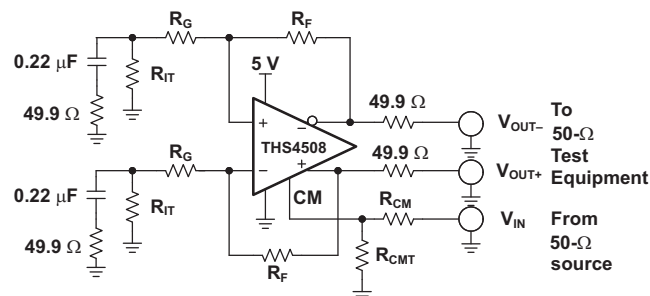 R_G
R_F
0.22 μF
R_IT
5 V
49.9 Ω
49.9 Ω
V_OUT–
To
50-Ω
Test
Equipment
+
–
THS4508
–
+
CM
R_G
49.9 Ω
V_OUT+
0.22 μF
R_IT
R_CM
V_IN
From
50-Ω
source
49.9 Ω
R_F
R_CMT